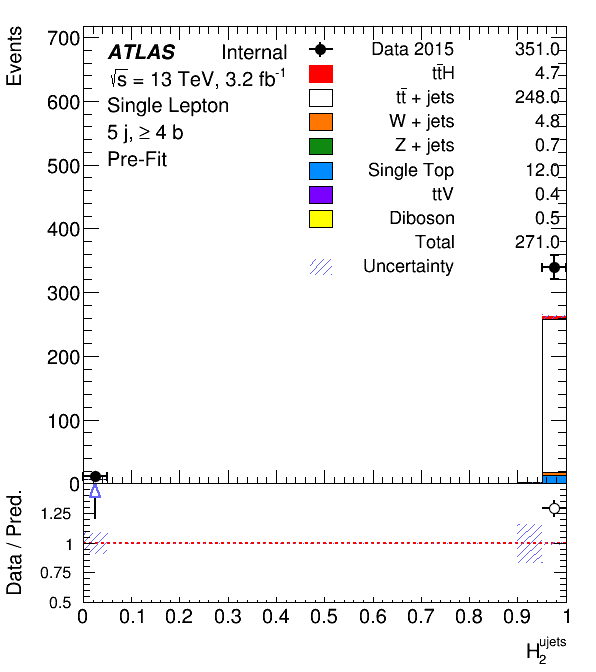 Events
700
600
500
400
300
200
100
0
ATLAS Internal
√s = 13 TeV, 3.2 fb⁻¹
Single Lepton
5 j, ≥ 4 b
Pre-Fit
Data 2015 351.0
tt̄H 4.7
tt̄ + jets 248.0
W + jets 4.8
Z + jets 0.7
Single Top 12.0
ttV 0.4
Diboson 0.5
Total 271.0
Uncertainty
Data / Pred.
1.25
1
0.75
0.5
0 0.1 0.2 0.3 0.4 0.5 0.6 0.7 0.8 0.9 1
H₂^ujets